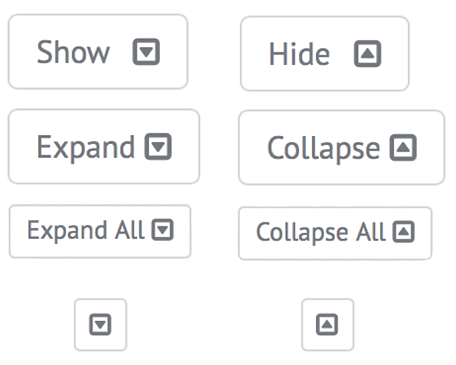 Show
Hide
Expand
Collapse
Expand All
Collapse All